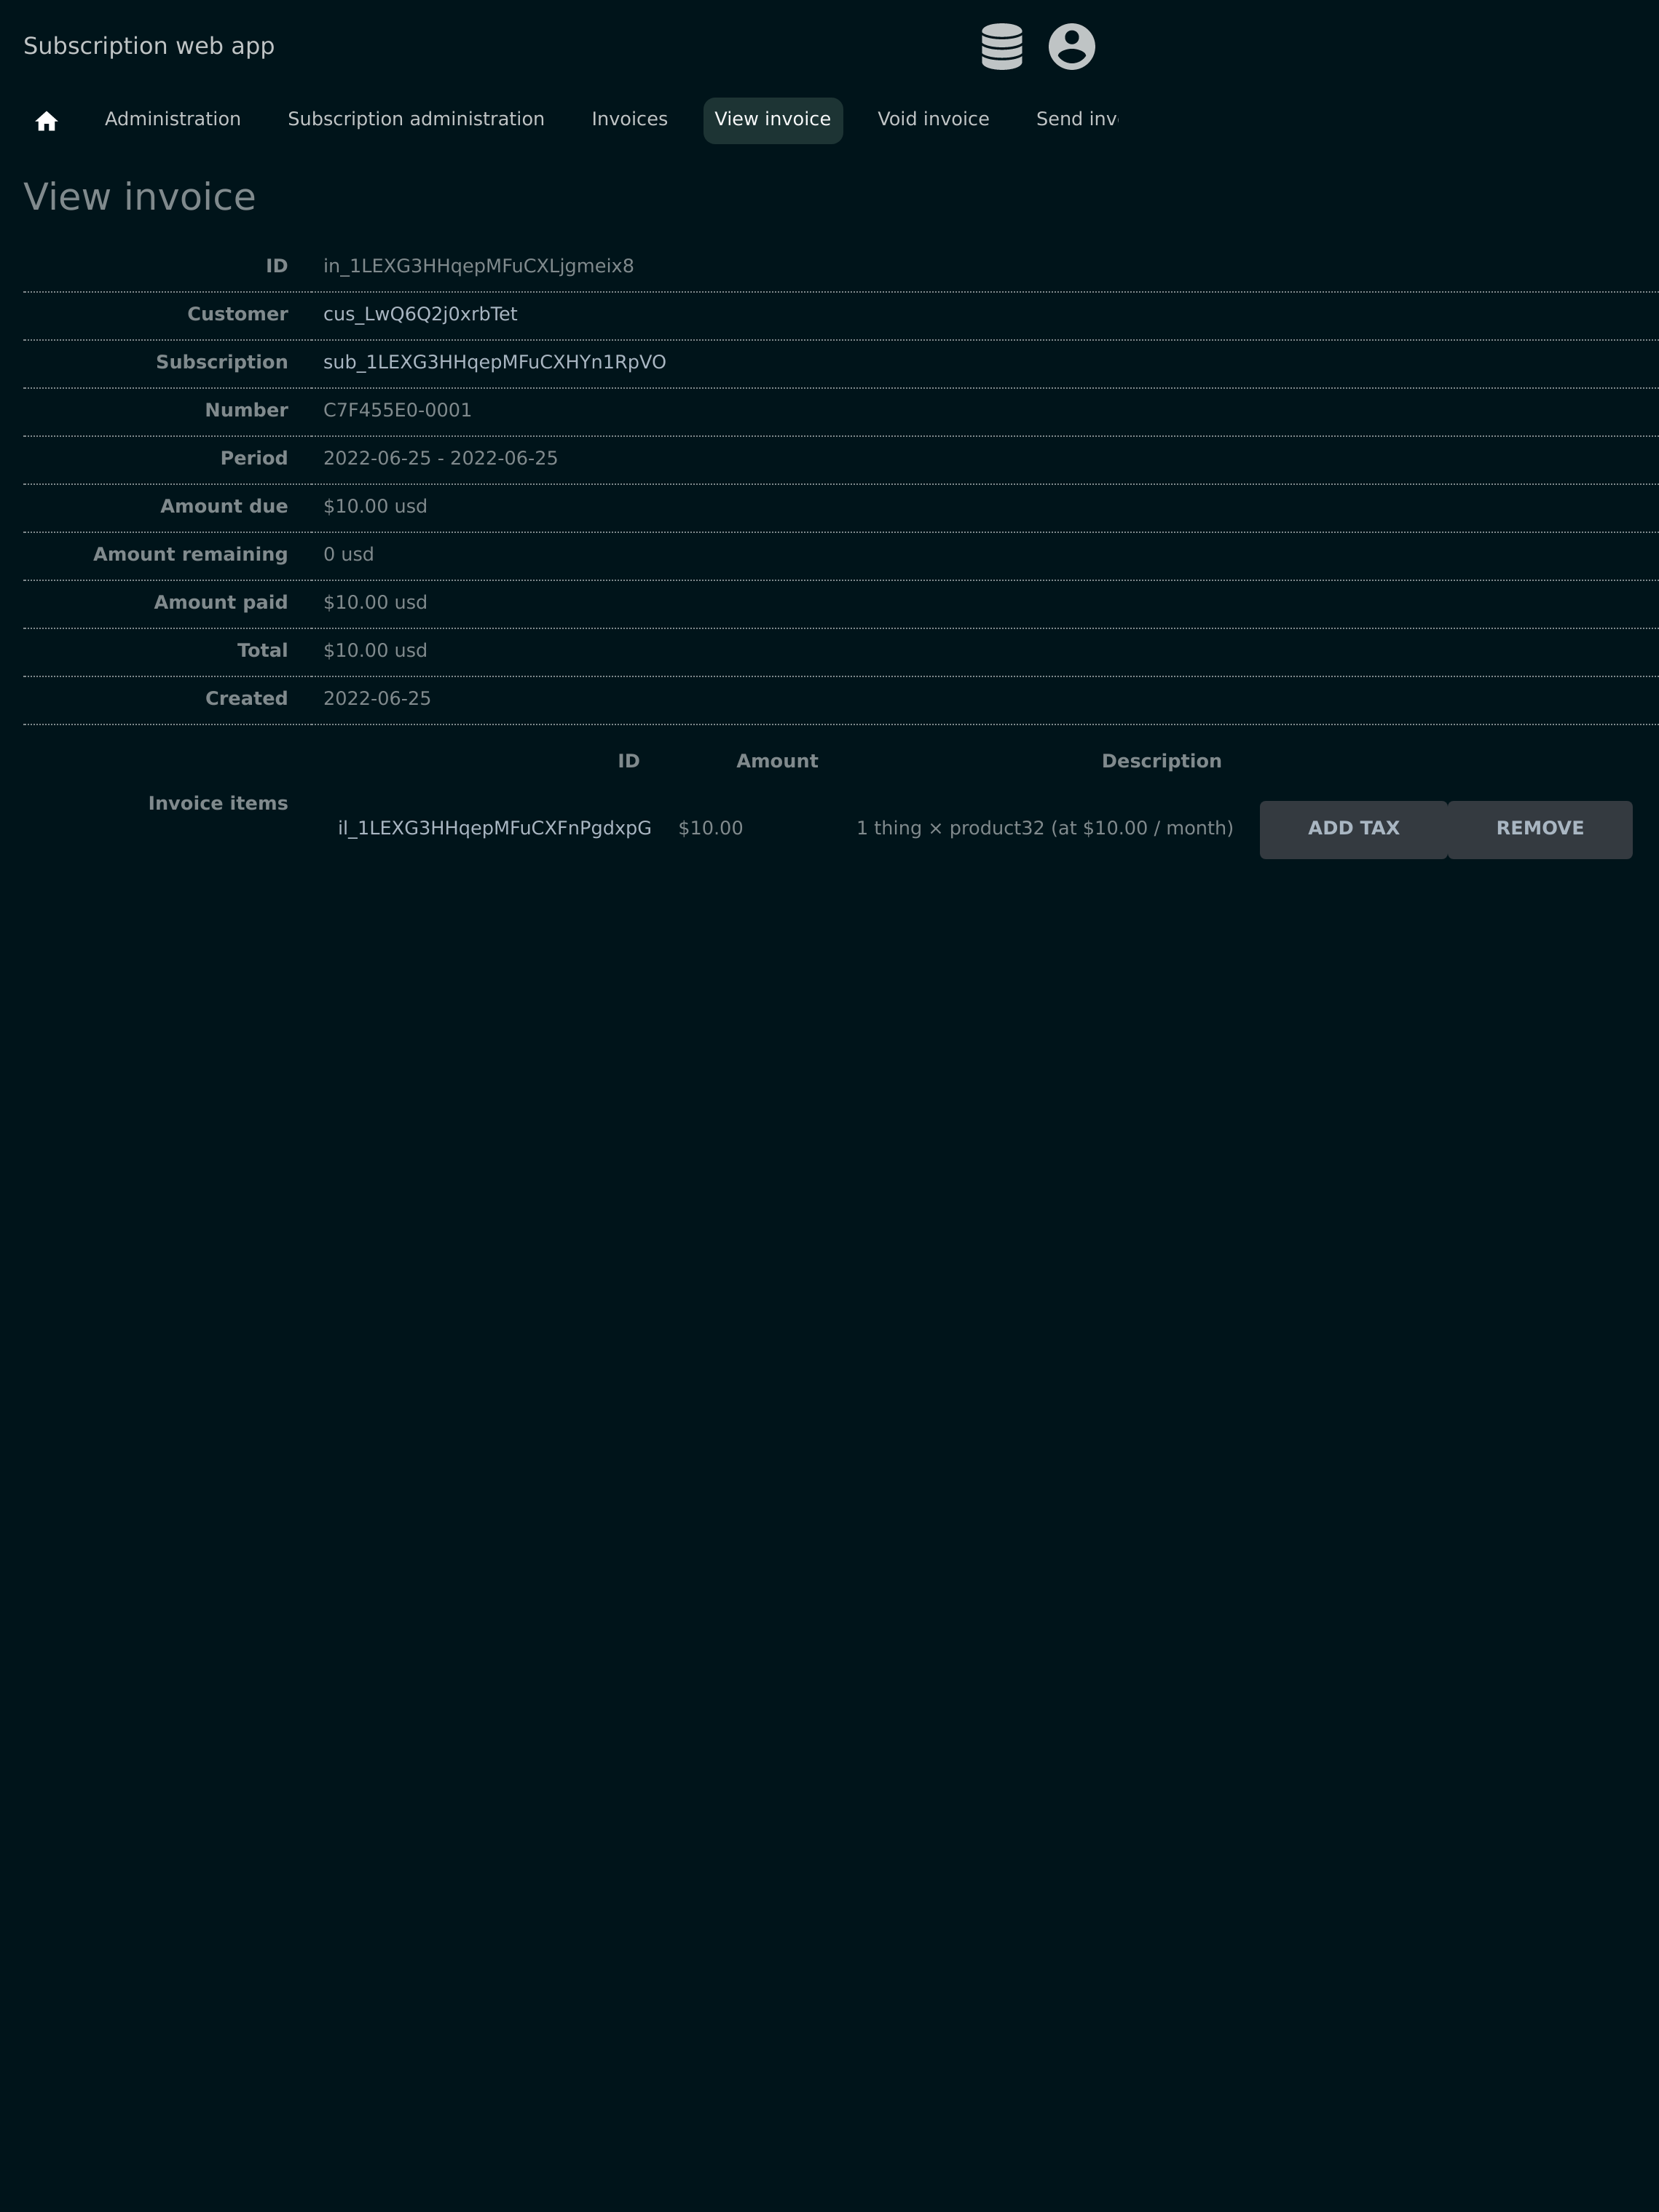 Subscription web app
Administration Subscription administration Invoices View invoice Void invoice Send inv
View invoice
ID in_1LEXG3HHqepMFuCXLjgmeix8
Customer cus_LwQ6Q2j0xrbTet
Subscription sub_1LEXG3HHqepMFuCXHYn1RpVO
Number C7F455E0-0001
Period 2022-06-25 - 2022-06-25
Amount due $10.00 usd
Amount remaining 0 usd
Amount paid $10.00 usd
Total $10.00 usd
Created 2022-06-25
ID Amount Description
Invoice items
il_1LEXG3HHqepMFuCXFnPgdxpG $10.00 1 thing × product32 (at $10.00 / month) ADD TAX REMOVE